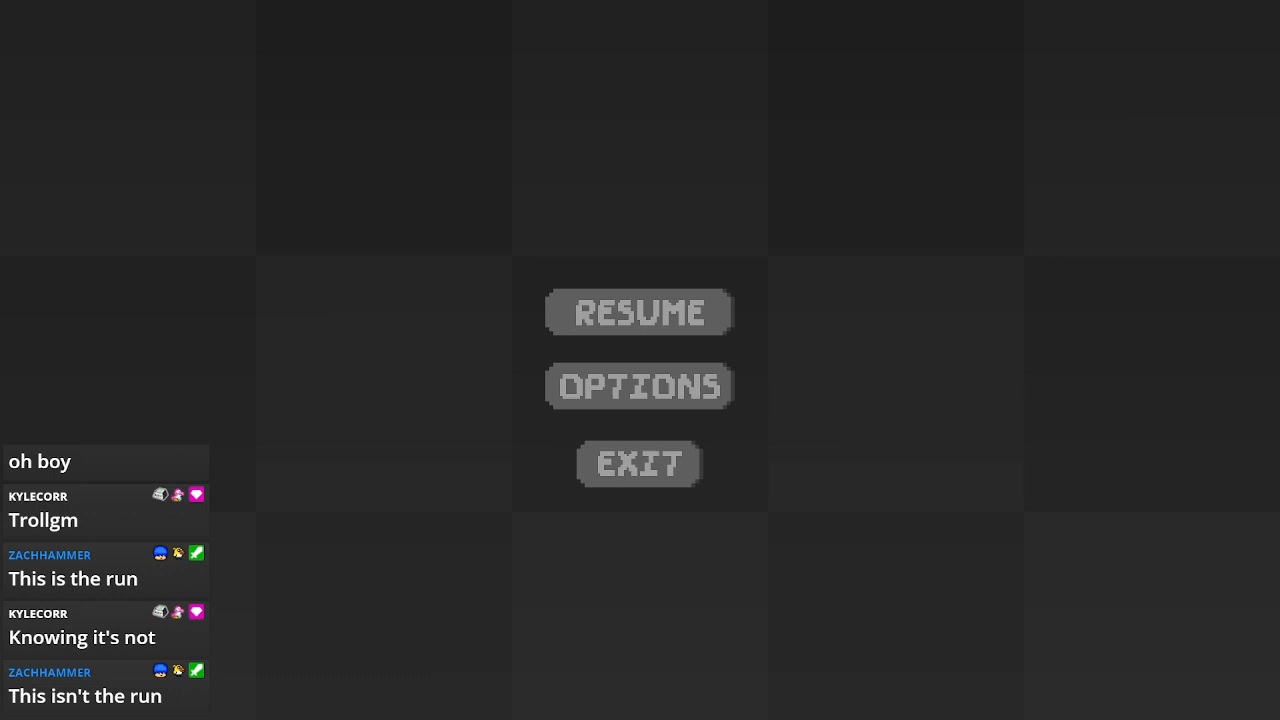 RESUME
OPTIONS
EXIT
oh boy
KYLECORR
Trollgm
ZACHHAMMER
This is the run
KYLECORR
Knowing it's not
ZACHHAMMER
This isn't the run